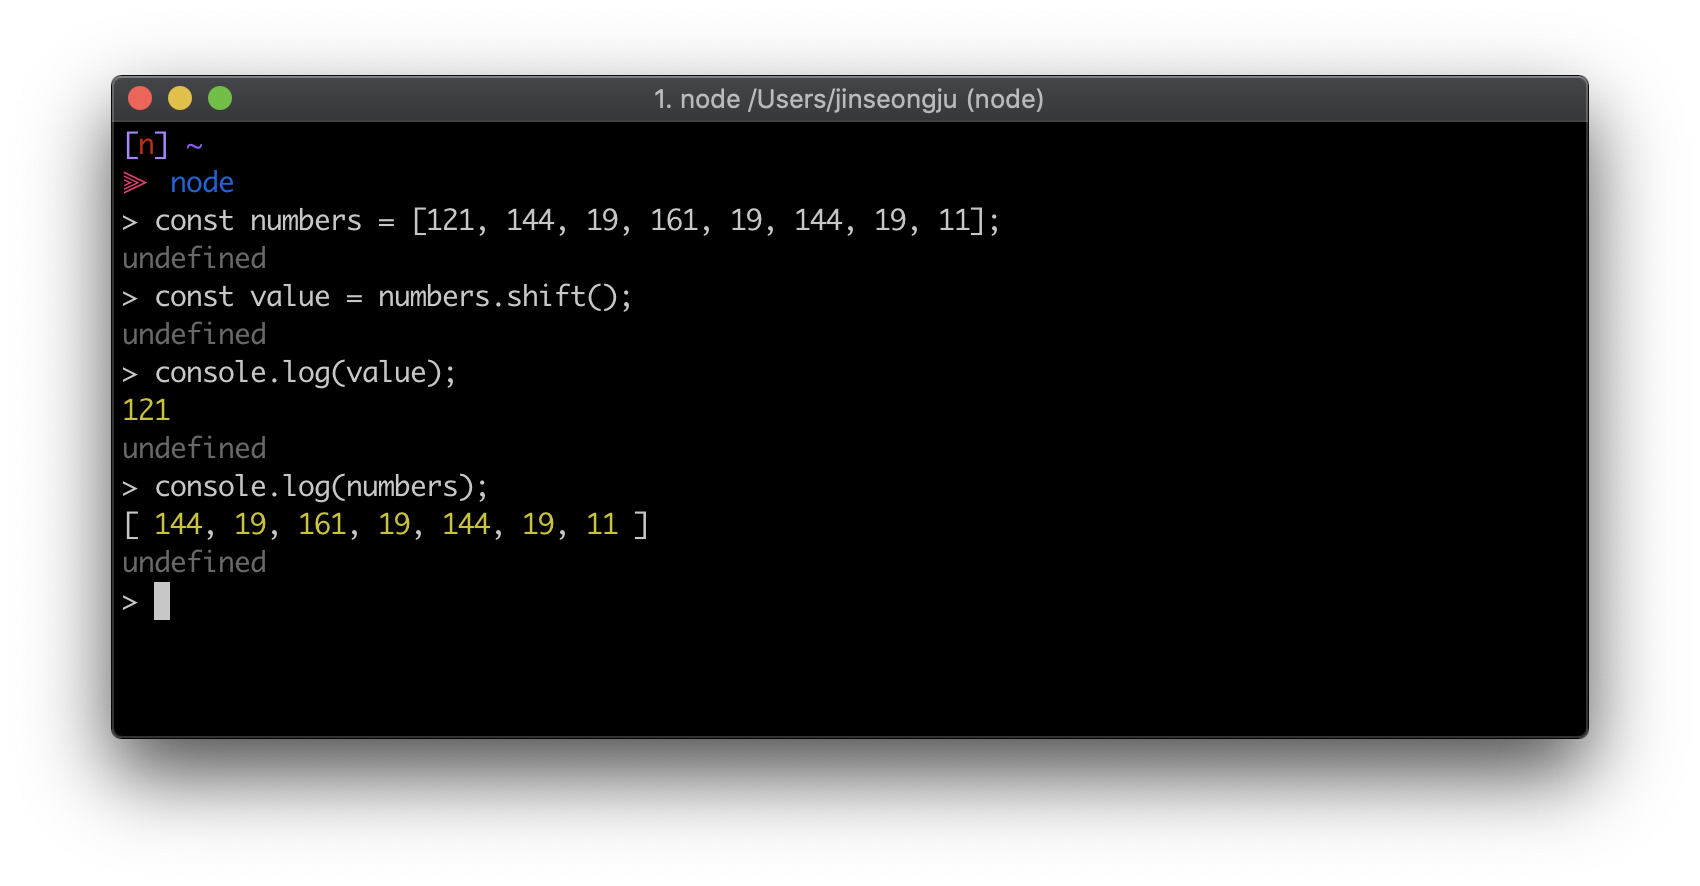 1. node /Users/jinseongju (node)
[n] ~
node
> const numbers = [121, 144, 19, 161, 19, 144, 19, 11];
undefined
> const value = numbers.shift();
undefined
> console.log(value);
121
undefined
> console.log(numbers);
[ 144, 19, 161, 19, 144, 19, 11 ]
undefined
>